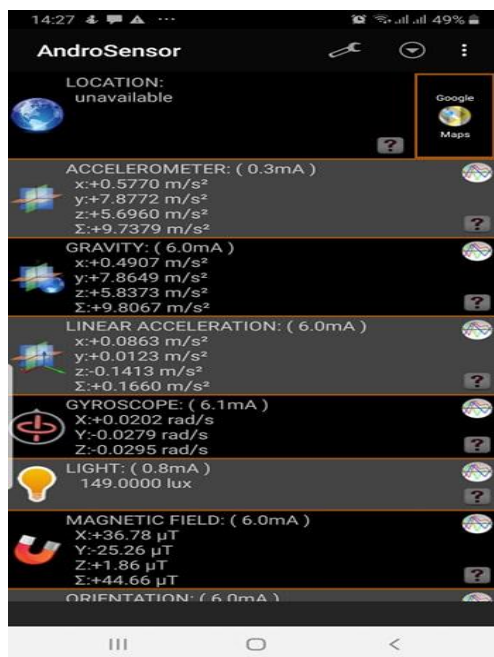 14:27 ... 49%
AndroSensor
LOCATION:
unavailable
Google
Maps
?
ACCELEROMETER: ( 0.3mA )
x:+0.5770 m/s²
y:+7.8772 m/s²
z:+5.6960 m/s²
Σ:+9.7379 m/s²
?
GRAVITY: ( 6.0mA )
x:+0.4907 m/s²
y:+7.8649 m/s²
z:+5.8373 m/s²
Σ:+9.8067 m/s²
?
LINEAR ACCELERATION: ( 6.0mA )
x:+0.0863 m/s²
y:+0.0123 m/s²
z:-0.1413 m/s²
Σ:+0.1660 m/s²
?
GYROSCOPE: ( 6.1mA )
X:+0.0202 rad/s
Y:-0.0279 rad/s
Z:-0.0295 rad/s
?
LIGHT: ( 0.8mA )
149.0000 lux
?
MAGNETIC FIELD: ( 6.0mA )
X:+36.78 µT
Y:-25.26 µT
Z:+1.86 µT
Σ:+44.66 µT
?
ORIENTATION: ( 6.0mA )